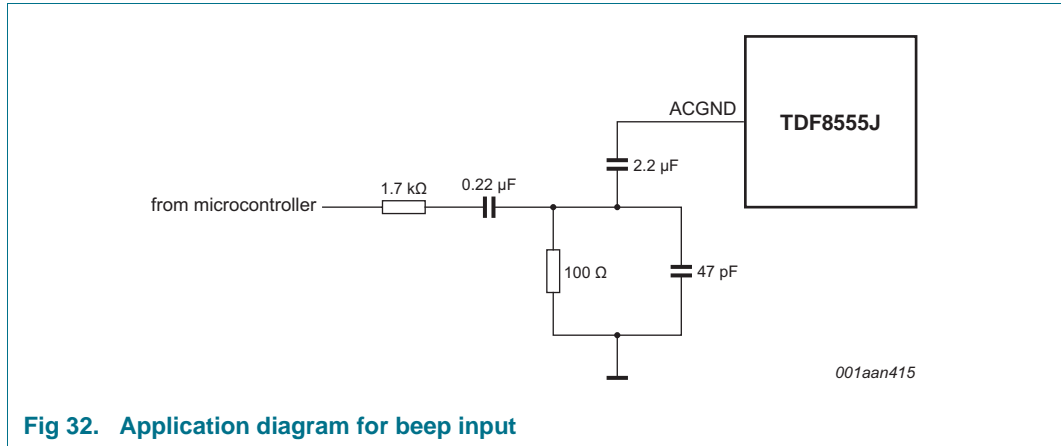 ACGND
TDF8555J
2.2 μF
1.7 kΩ
0.22 μF
from microcontroller
100 Ω
47 pF
001aan415
Fig 32. Application diagram for beep input